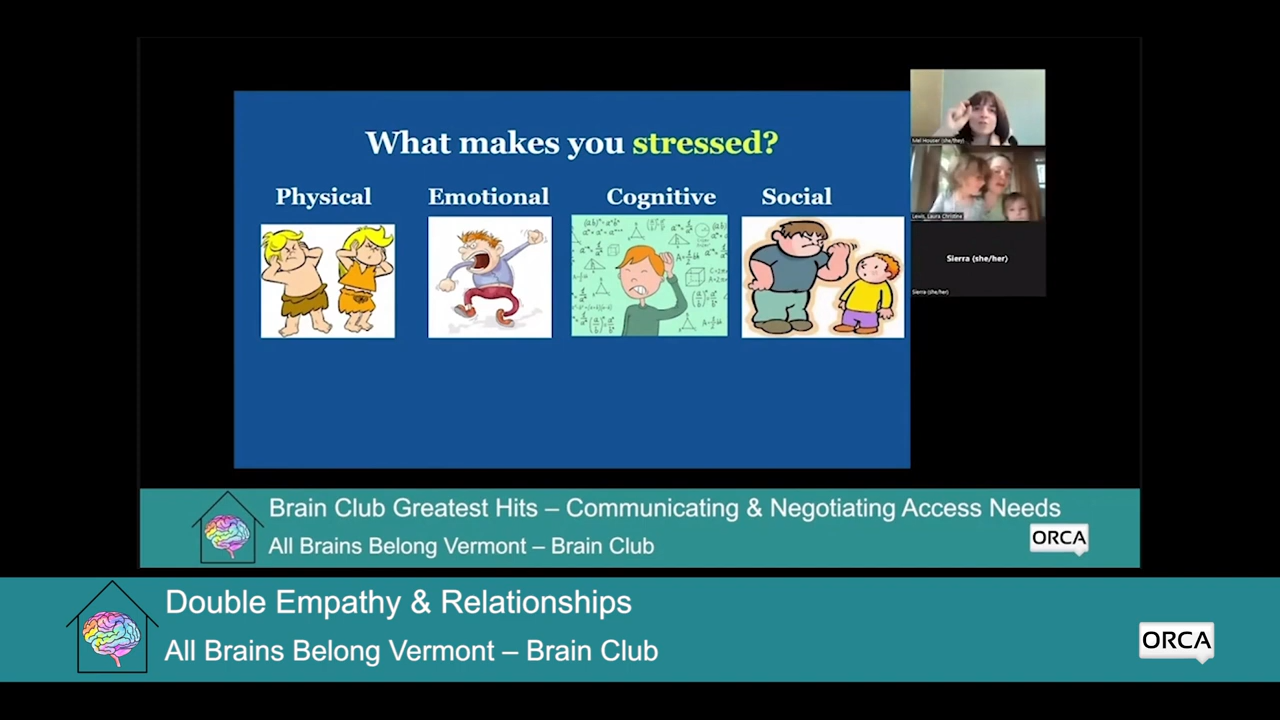 What makes you stressed?
Physical Emotional Cognitive Social
Mel Houser (she/they)
Lewis, Laura Christine
Sierra (she/her)
Sierra (she/her)
Brain Club Greatest Hits – Communicating & Negotiating Access Needs
All Brains Belong Vermont – Brain Club
ORCA
Double Empathy & Relationships
All Brains Belong Vermont – Brain Club
ORCA